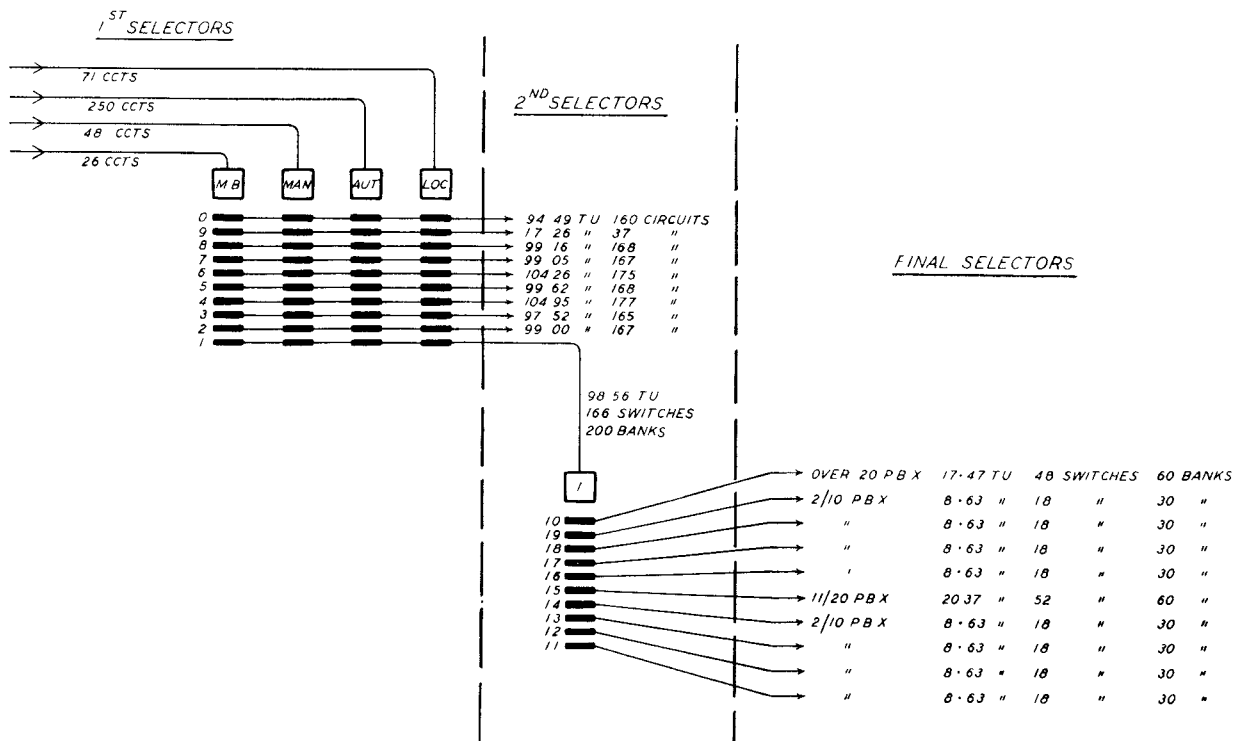 1ST SELECTORS
71 CCTS
250 CCTS
48 CCTS
26 CCTS
M B MAN AUT LOC
2ND SELECTORS
0 94 49 TU 160 CIRCUITS
9 17 26 " 37 "
8 99 16 " 168 "
7 99 05 " 167 "
6 104 26 " 175 "
5 99 62 " 168 "
4 104 95 " 177 "
3 97 52 " 165 "
2 99 00 " 167 "
1
FINAL SELECTORS
98 56 TU
166 SWITCHES
200 BANKS
1
10 OVER 20 P B X 17·47 TU 48 SWITCHES 60 BANKS
19 2/10 P B X 8·63 " 18 " 30 "
18 " 8·63 " 18 " 30 "
17 " 8·63 " 18 " 30 "
16 " 8·63 " 18 " 30 "
15 11/20 P B X 20 37 " 52 " 60 "
14 2/10 P B X 8·63 " 18 " 30 "
13 " 8·63 " 18 " 30 "
12 " 8·63 " 18 " 30 "
11 " 8·63 " 18 " 30 "